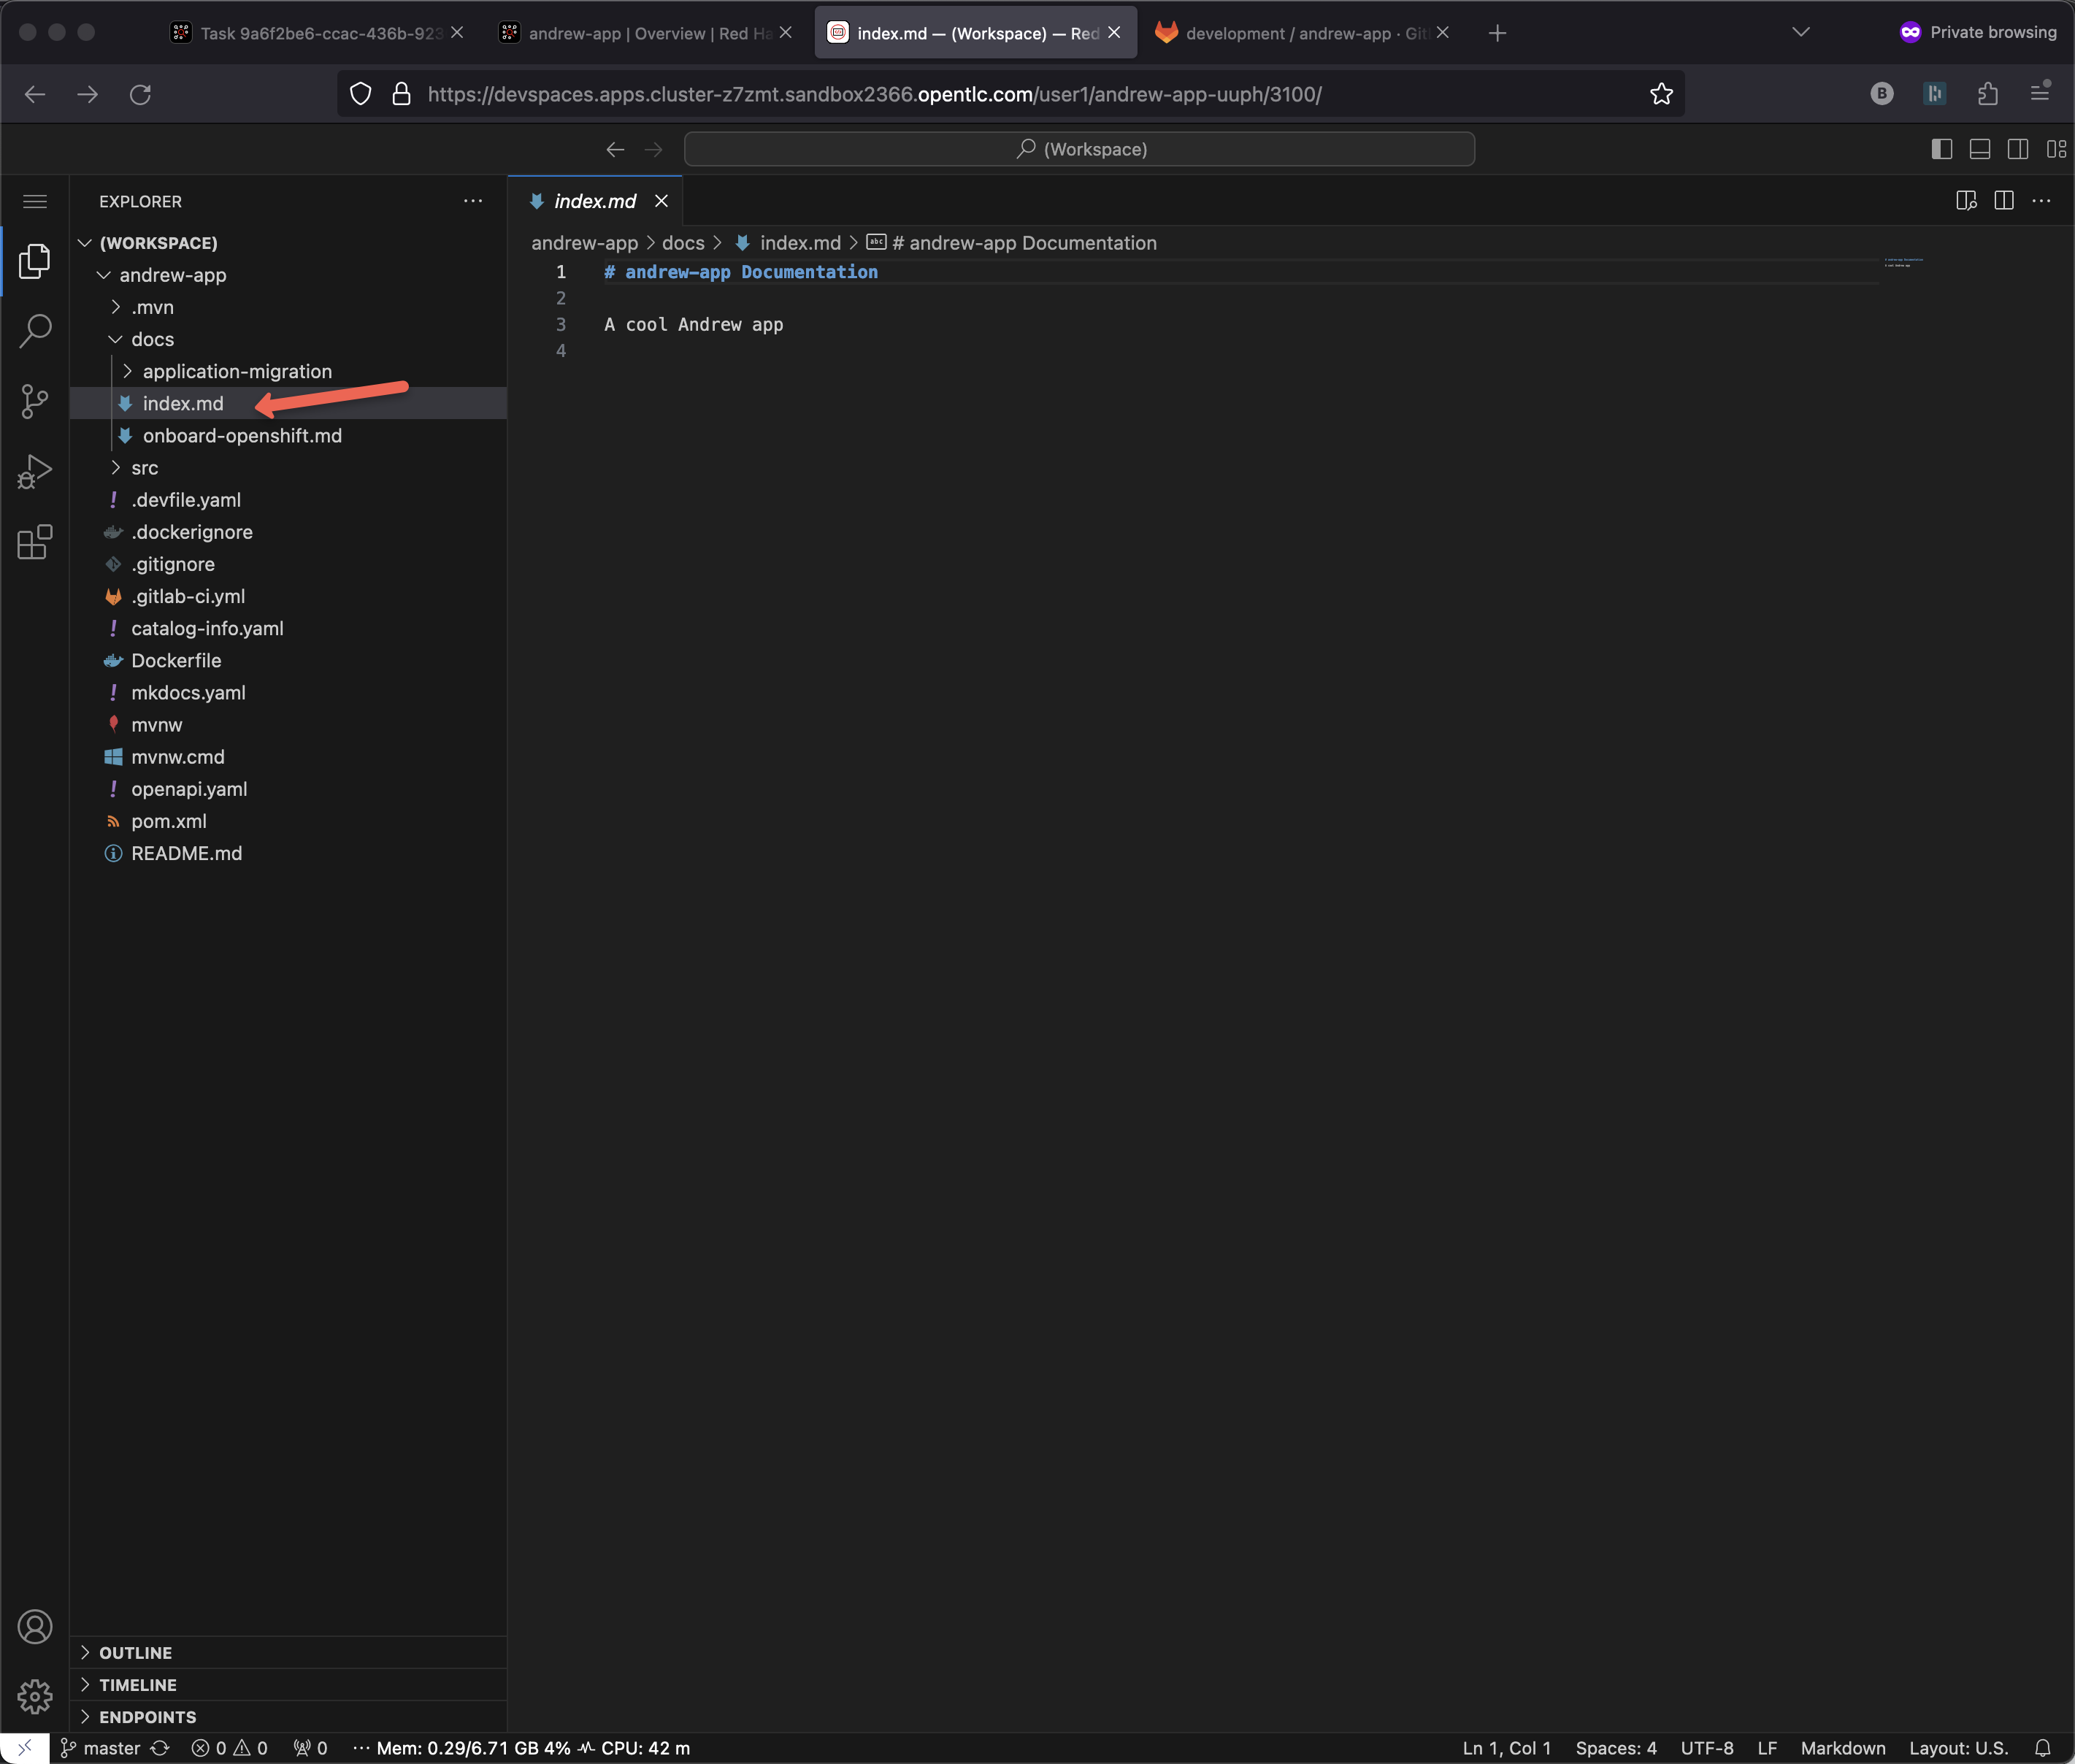 Task 9a6f2be6-ccac-436b-923
andrew-app | Overview | Red Ha
index.md — (Workspace) — Red
development / andrew-app · Git
Private browsing
https://devspaces.apps.cluster-z7zmt.sandbox2366.opentlc.com/user1/andrew-app-uuph/3100/
B
(Workspace)
EXPLORER
(WORKSPACE)
andrew-app
.mvn
docs
application-migration
index.md
onboard-openshift.md
src
.devfile.yaml
.dockerignore
.gitignore
.gitlab-ci.yml
catalog-info.yaml
Dockerfile
mkdocs.yaml
mvnw
mvnw.cmd
openapi.yaml
pom.xml
README.md
OUTLINE
TIMELINE
ENDPOINTS
index.md
andrew-app > docs > index.md > abc # andrew-app Documentation
1 # andrew-app Documentation
2
3 A cool Andrew app
4
master 0 0 0 ··· Mem: 0.29/6.71 GB 4% CPU: 42 m
Ln 1, Col 1 Spaces: 4 UTF-8 LF Markdown Layout: U.S.